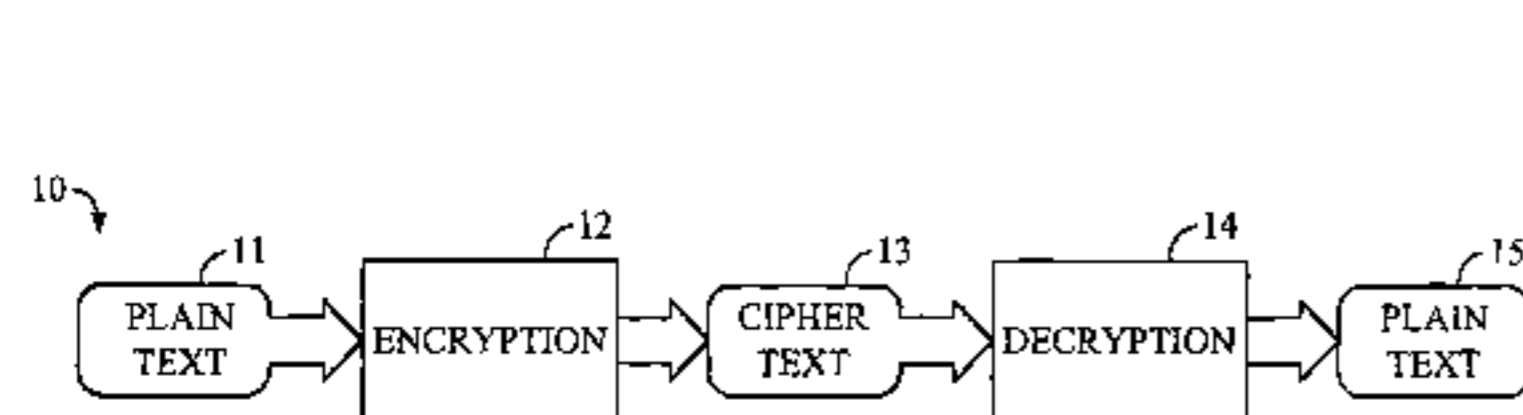 10
11
12
13
14
15
PLAIN
TEXT
ENCRYPTION
CIPHER
TEXT
DECRYPTION
PLAIN
TEXT